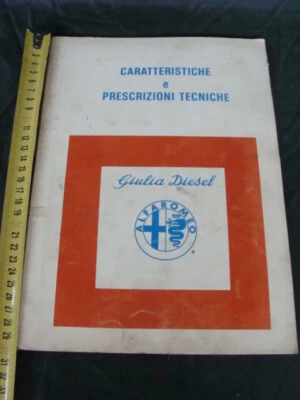 CARATTERISTICHE
e
PRESCRIZIONI TECNICHE
Giulia Diesel
ALFA ROMEO